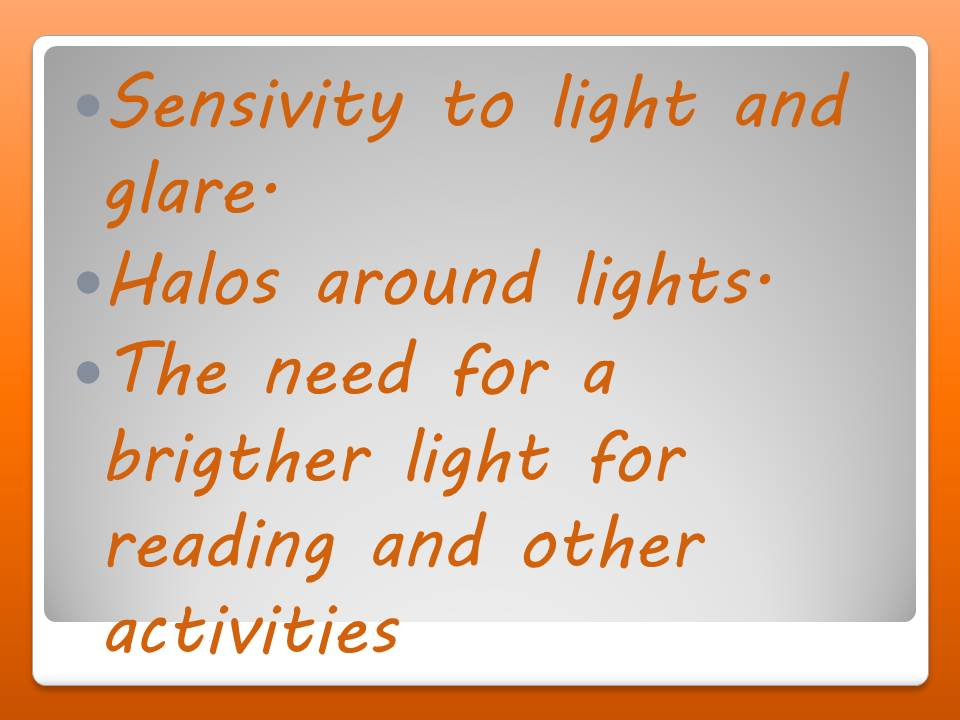 Sensivity to light and
glare.
Halos around lights.
The need for a
brigther light for
reading and other
activities